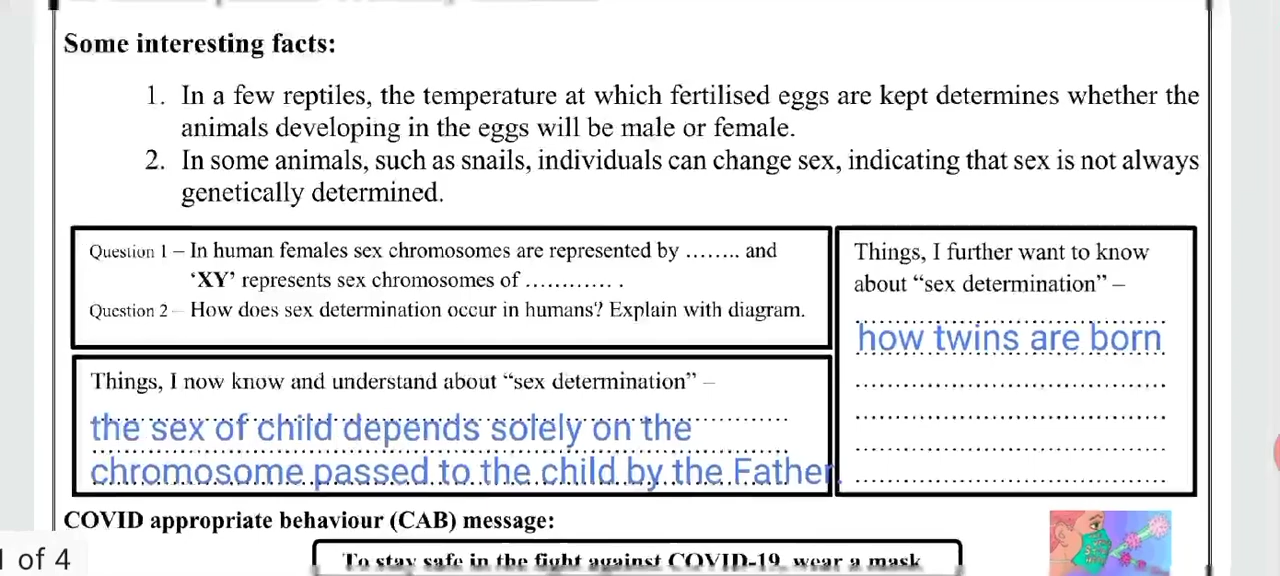 Some interesting facts:
1. In a few reptiles, the temperature at which fertilised eggs are kept determines whether the
animals developing in the eggs will be male or female.
2. In some animals, such as snails, individuals can change sex, indicating that sex is not always
genetically determined.
Question 1 – In human females sex chromosomes are represented by …….. and
‘XY’ represents sex chromosomes of ………… .
Question 2 – How does sex determination occur in humans? Explain with diagram.
Things, I now know and understand about “sex determination” –
the sex of child depends solely on the
chromosome passed to the child by the Father.
Things, I further want to know
about “sex determination” –
how twins are born
COVID appropriate behaviour (CAB) message:
To stay safe in the fight against COVID-19, wear a mask
1 of 4